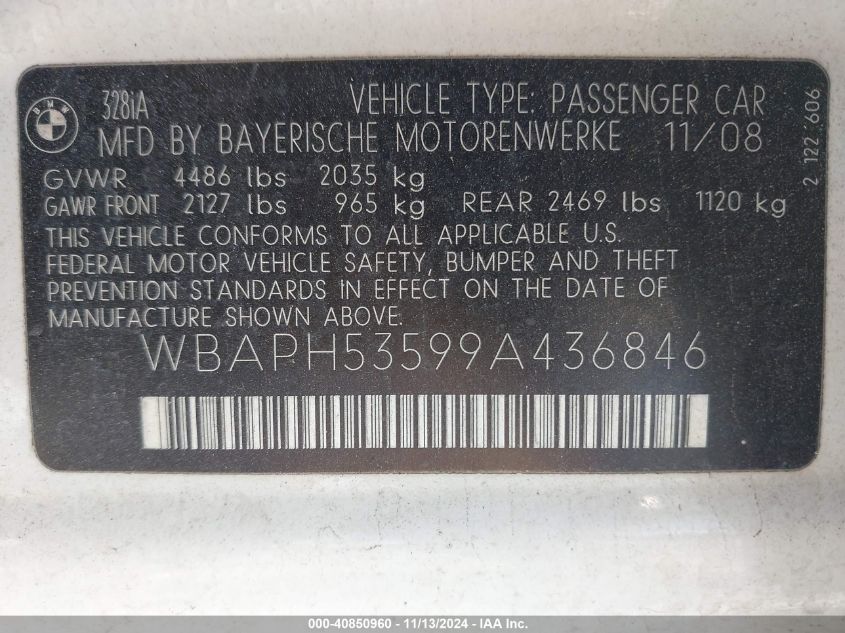 BMW
328iA VEHICLE TYPE: PASSENGER CAR
MFD BY BAYERISCHE MOTORENWERKE 11/08
GVWR 4486 lbs 2035 kg
GAWR FRONT 2127 lbs 965 kg REAR 2469 lbs 1120 kg
THIS VEHICLE CONFORMS TO ALL APPLICABLE U.S.
FEDERAL MOTOR VEHICLE SAFETY, BUMPER AND THEFT
PREVENTION STANDARDS IN EFFECT ON THE DATE OF
MANUFACTURE SHOWN ABOVE.
WBAPH53599A436846
2 122 606
000-40850960 - 11/13/2024 - IAA Inc.